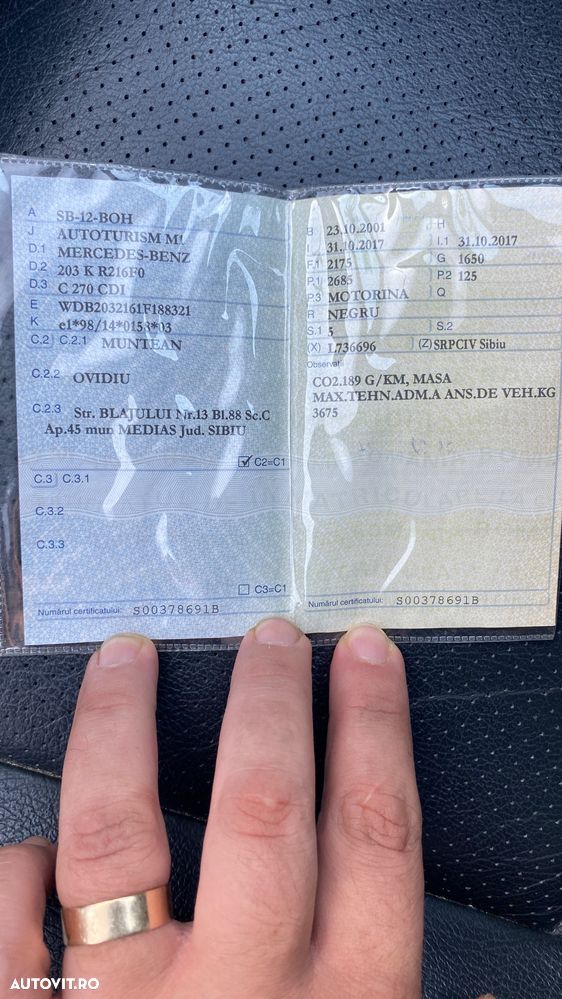 A SB-12-BOH
J AUTOTURISM M1
D.1 MERCEDES-BENZ
D.2 203 K R216F0
D.3 C 270 CDI
E WDB2032161F188321
K e1*98/14*0158*03
C.2 C.2.1 MUNTEAN
C.2.2 OVIDIU
C.2.3 Str. BLAJULUI Nr.13 Bl.88 Sc.C
Ap.45 mun MEDIAS Jud. SIBIU
C2=C1
C.3 C.3.1
C.3.2
C.3.3
C3=C1
Numărul certificatului: S00378691B
B 23.10.2001 H
I 31.10.2017 I.1 31.10.2017
F.1 2175 G 1650
P.1 2685 P.2 125
P.3 MOTORINA Q
R NEGRU
S.1 5 S.2
(X) L736696 (Z) SRPCIV Sibiu
Observații
CO2.189 G/KM, MASA
MAX.TEHN.ADM.A ANS.DE VEH.KG
3675
Numărul certificatului: S00378691B
AUTOVIT.RO